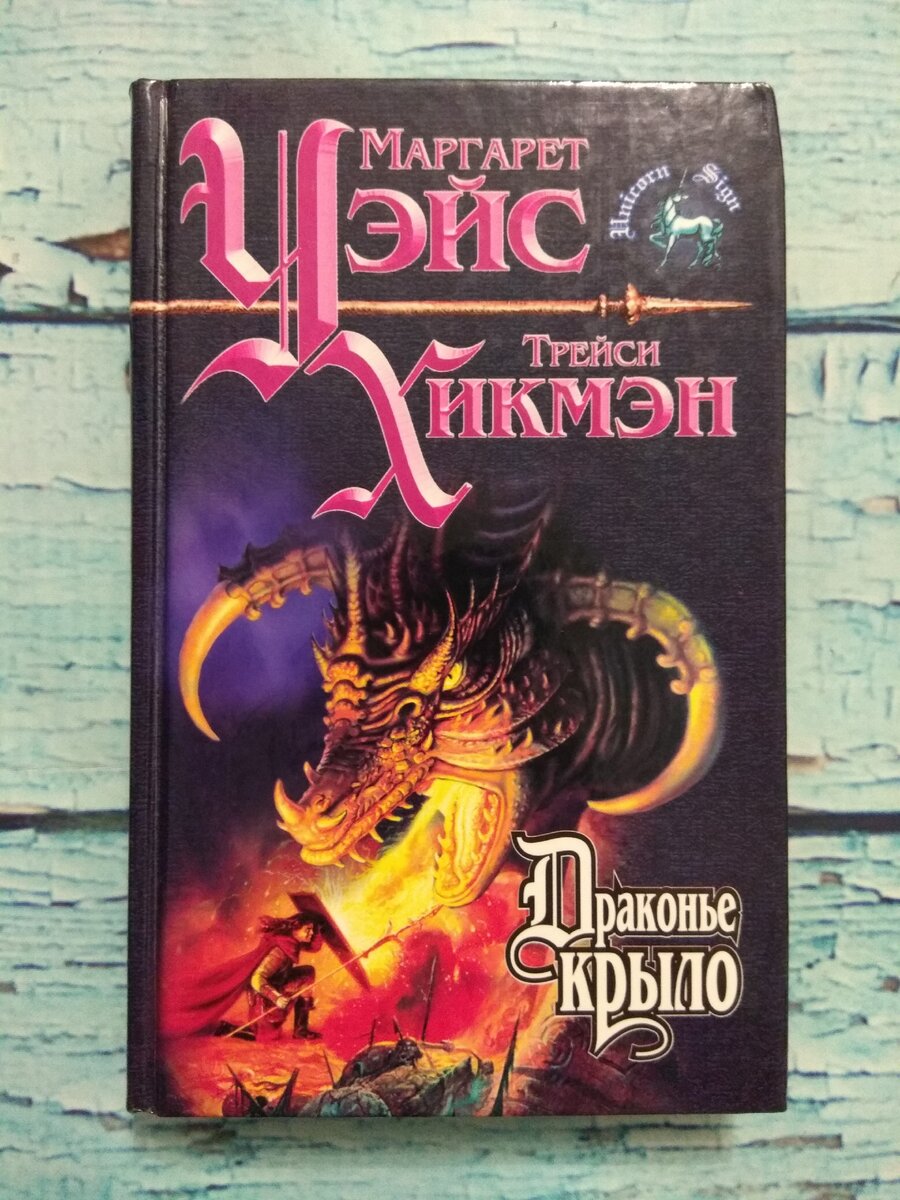 Маргарет
Уэйс
Unicorn Sign
Трейси
Хикмэн
Драконье
крыло